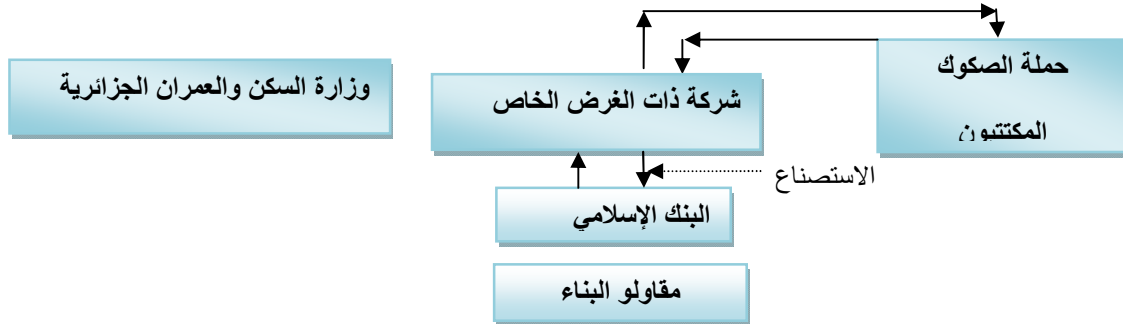 حملة الصكوك
المكتتبون
شركة ذات الغرض الخاص
وزارة السكن والعمران الجزائرية
الاستصناع
البنك الإسلامي
مقاولو البناء